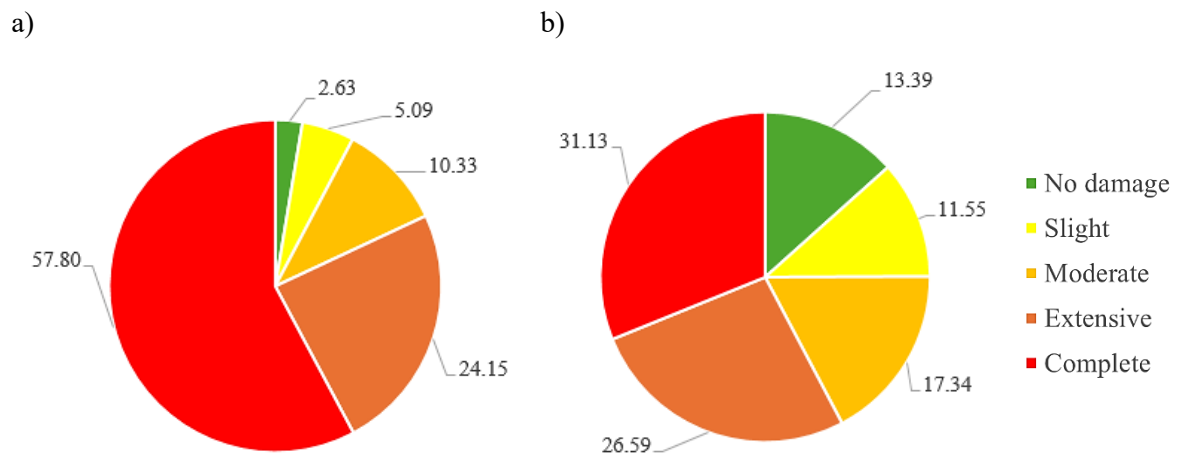 a)
b)
2.63
5.09
10.33
57.80
24.15
13.39
31.13
11.55
17.34
26.59
No damage
Slight
Moderate
Extensive
Complete